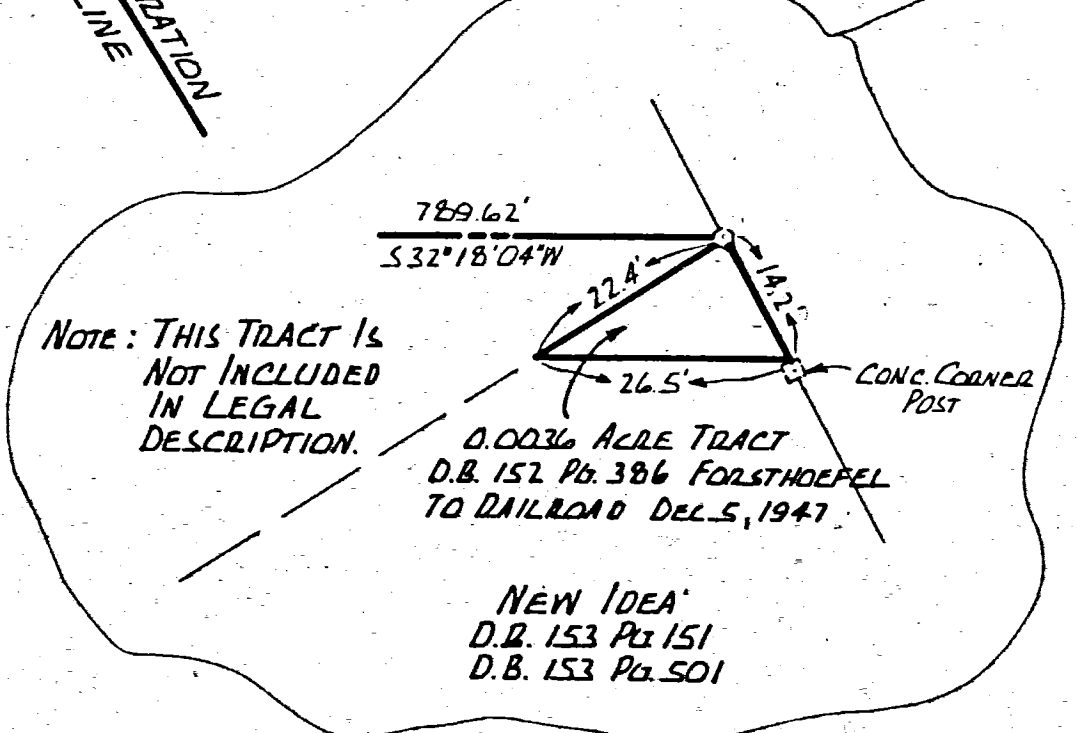 RATION
LINE
789.62'
S32°18'04"W
22.4'
14.2'
26.5'
NOTE: THIS TRACT IS
NOT INCLUDED
IN LEGAL
DESCRIPTION.
CONC. CORNER
POST
0.0036 ACRE TRACT
D.B. 152 PG. 386 FORSTHOEFEL
TO RAILROAD DEC. 5, 1947
NEW IDEA
D.B. 153 PG 151
D.B. 153 PG. 501